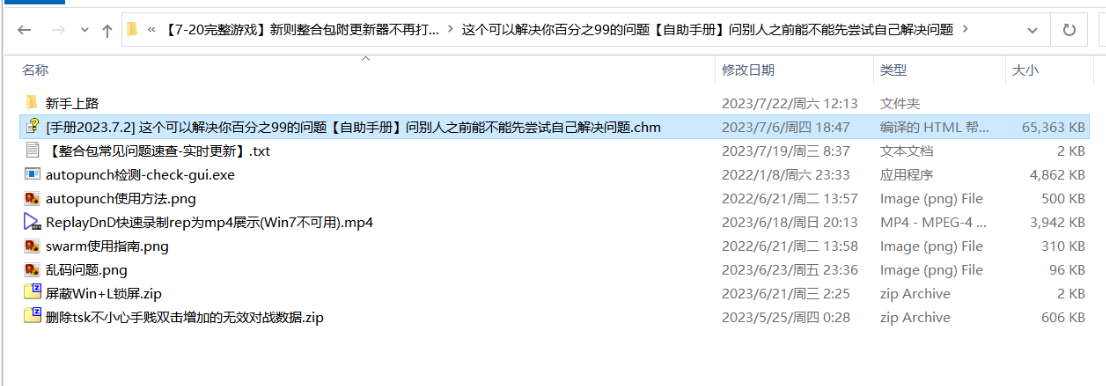 « 【7-20完整游戏】新则整合包附更新器不再打... › 这个可以解决你百分之99的问题【自助手册】问别人之前能不能先尝试自己解决问题 ›
名称 修改日期 类型 大小
新手上路 2023/7/22/周六 12:13 文件夹
[手册2023.7.2] 这个可以解决你百分之99的问题【自助手册】问别人之前能不能先尝试自己解决问题.chm 2023/7/6/周四 18:47 编译的 HTML 帮... 65,363 KB
【整合包常见问题速查-实时更新】.txt 2023/7/19/周三 8:37 文本文档 2 KB
autopunch检测-check-gui.exe 2022/1/8/周六 23:33 应用程序 4,862 KB
autopunch使用方法.png 2022/6/21/周二 13:57 Image (png) File 500 KB
ReplayDnD快速录制rep为mp4展示(Win7不可用).mp4 2023/6/18/周日 20:13 MP4 - MPEG-4 ... 3,942 KB
swarm使用指南.png 2022/6/21/周二 13:58 Image (png) File 310 KB
乱码问题.png 2023/6/23/周五 23:36 Image (png) File 96 KB
屏蔽Win+L锁屏.zip 2023/6/21/周三 2:25 zip Archive 2 KB
删除tsk不小心手贱双击增加的无效对战数据.zip 2023/5/25/周四 0:28 zip Archive 606 KB